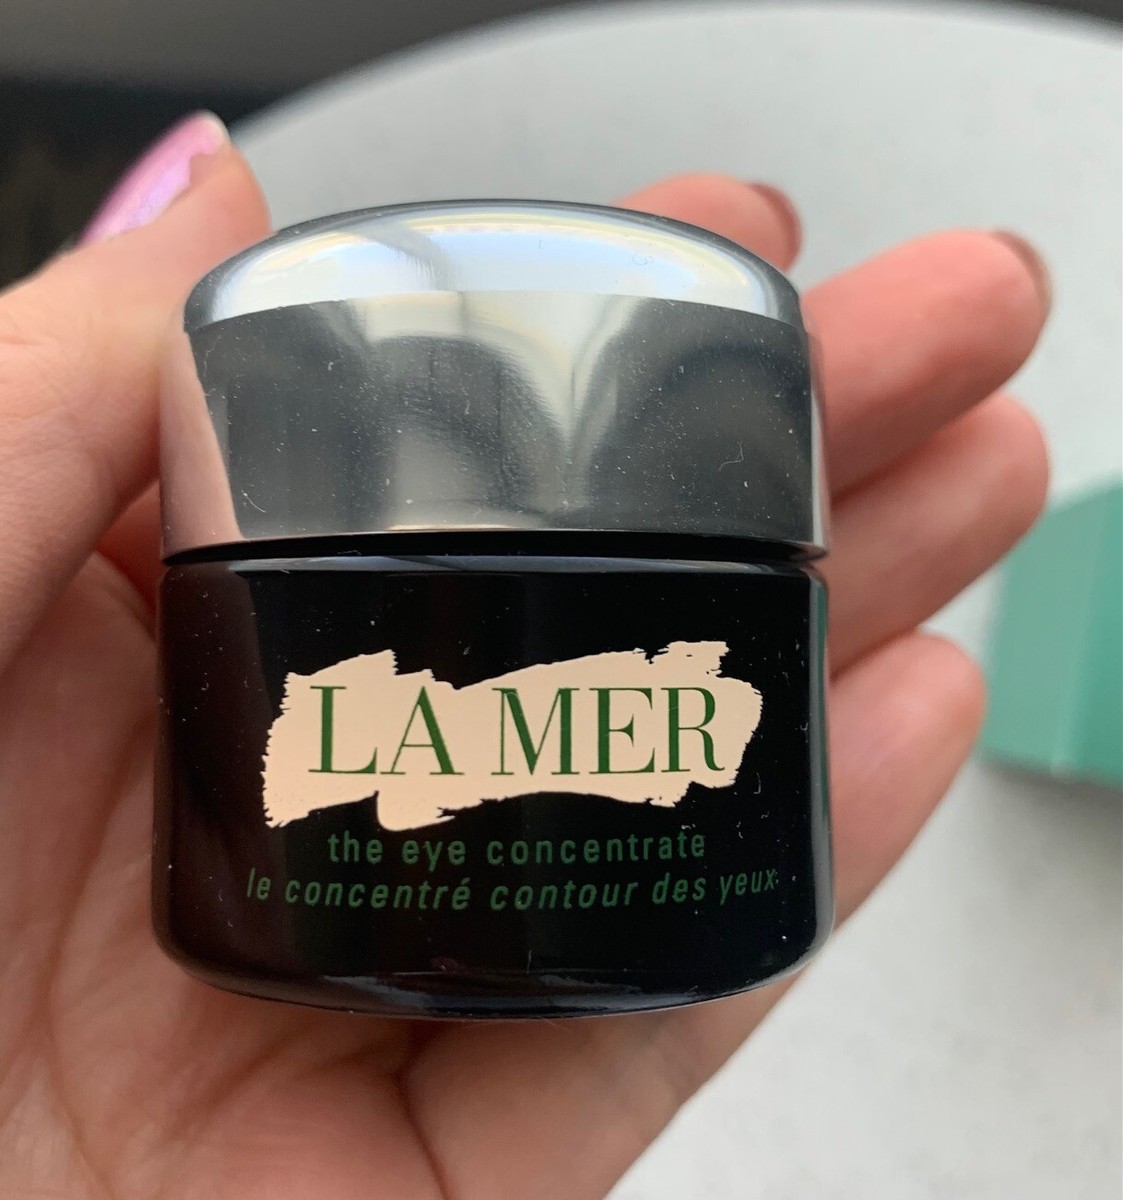 LA MER
the eye concentrate
le concentré contour des yeux